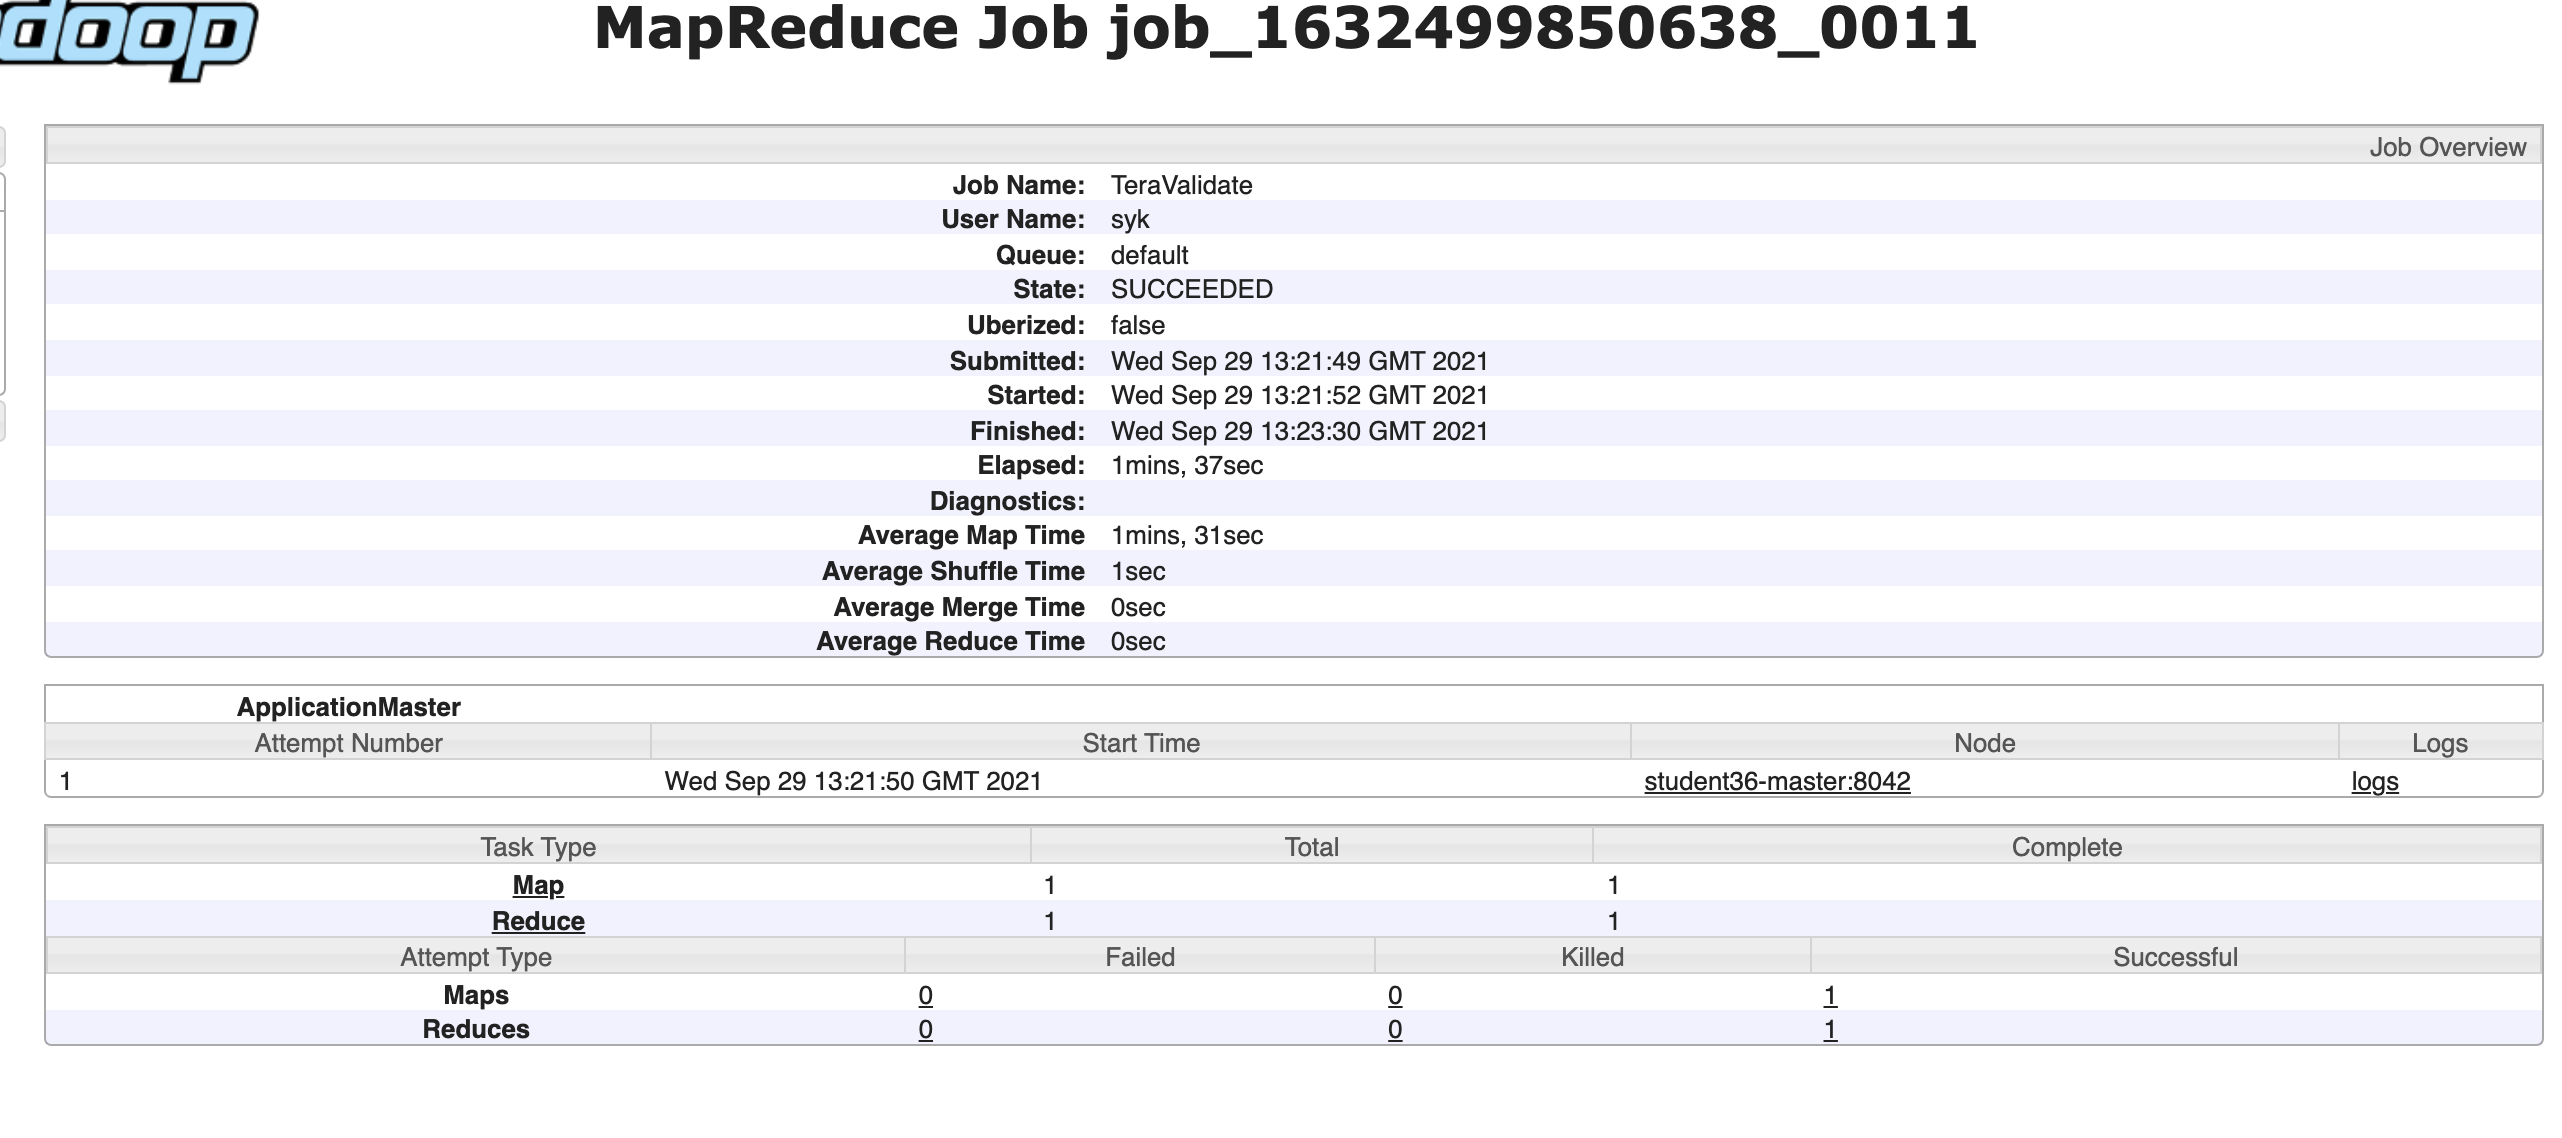 doop
MapReduce Job job_1632499850638_0011
Job Overview
Job Name: TeraValidate
User Name: syk
Queue: default
State: SUCCEEDED
Uberized: false
Submitted: Wed Sep 29 13:21:49 GMT 2021
Started: Wed Sep 29 13:21:52 GMT 2021
Finished: Wed Sep 29 13:23:30 GMT 2021
Elapsed: 1mins, 37sec
Diagnostics:
Average Map Time 1mins, 31sec
Average Shuffle Time 1sec
Average Merge Time 0sec
Average Reduce Time 0sec
ApplicationMaster
Attempt Number Start Time Node Logs
1 Wed Sep 29 13:21:50 GMT 2021 student36-master:8042 logs
Task Type Total Complete
Map 1 1
Reduce 1 1
Attempt Type Failed Killed Successful
Maps 0 0 1
Reduces 0 0 1